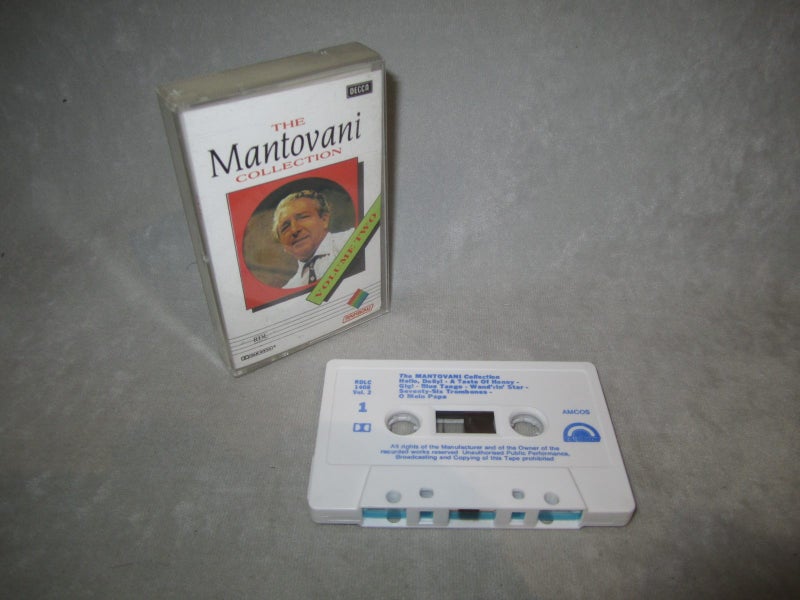 DECCA
THE
Mantovani
COLLECTION
VOLUME TWO
RDL
RDLC
1408
Vol. 2
1
The MANTOVANI Collection
Hello, Dolly! - A Taste Of Honey -
Gigi - Blue Tango - Wand'rin' Star -
Seventy-Six Trombones -
O Mein Papa
AMCOS
All rights of the Manufacturer and of the Owner of the
recorded works reserved Unauthorised Public Performance,
Broadcasting and Copying of this Tape prohibited